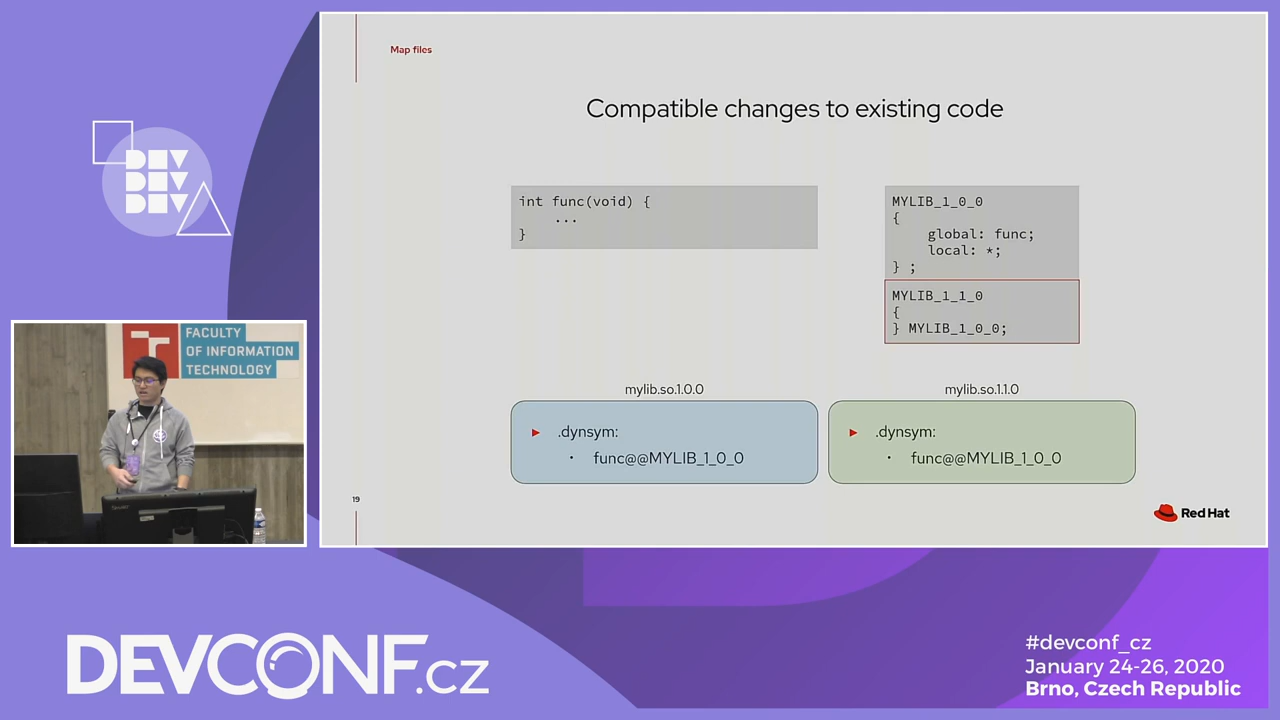 Map files
Compatible changes to existing code
int func(void) {
...
}
MYLIB_1_0_0
{
global: func;
local: *;
} ;
MYLIB_1_1_0
{
} MYLIB_1_0_0;
mylib.so.1.0.0
► .dynsym:
• func@@MYLIB_1_0_0
mylib.so.1.1.0
► .dynsym:
• func@@MYLIB_1_0_0
19
Red Hat
DEV
DEV
DEV
FACULTY
OF INFORMATION
TECHNOLOGY
DEVCONF.cz
#devconf_cz
January 24-26, 2020
Brno, Czech Republic